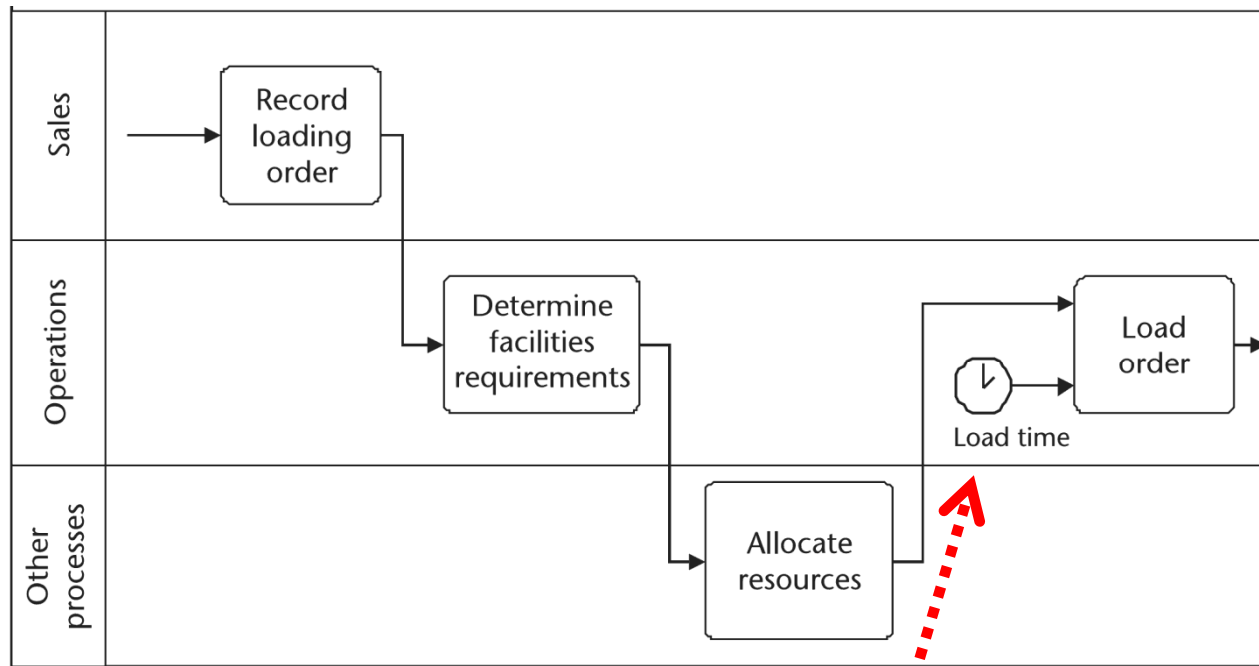 Sales
Record
loading
order
Operations
Determine
facilities
requirements
Load
order
Load time
Other
processes
Allocate
resources